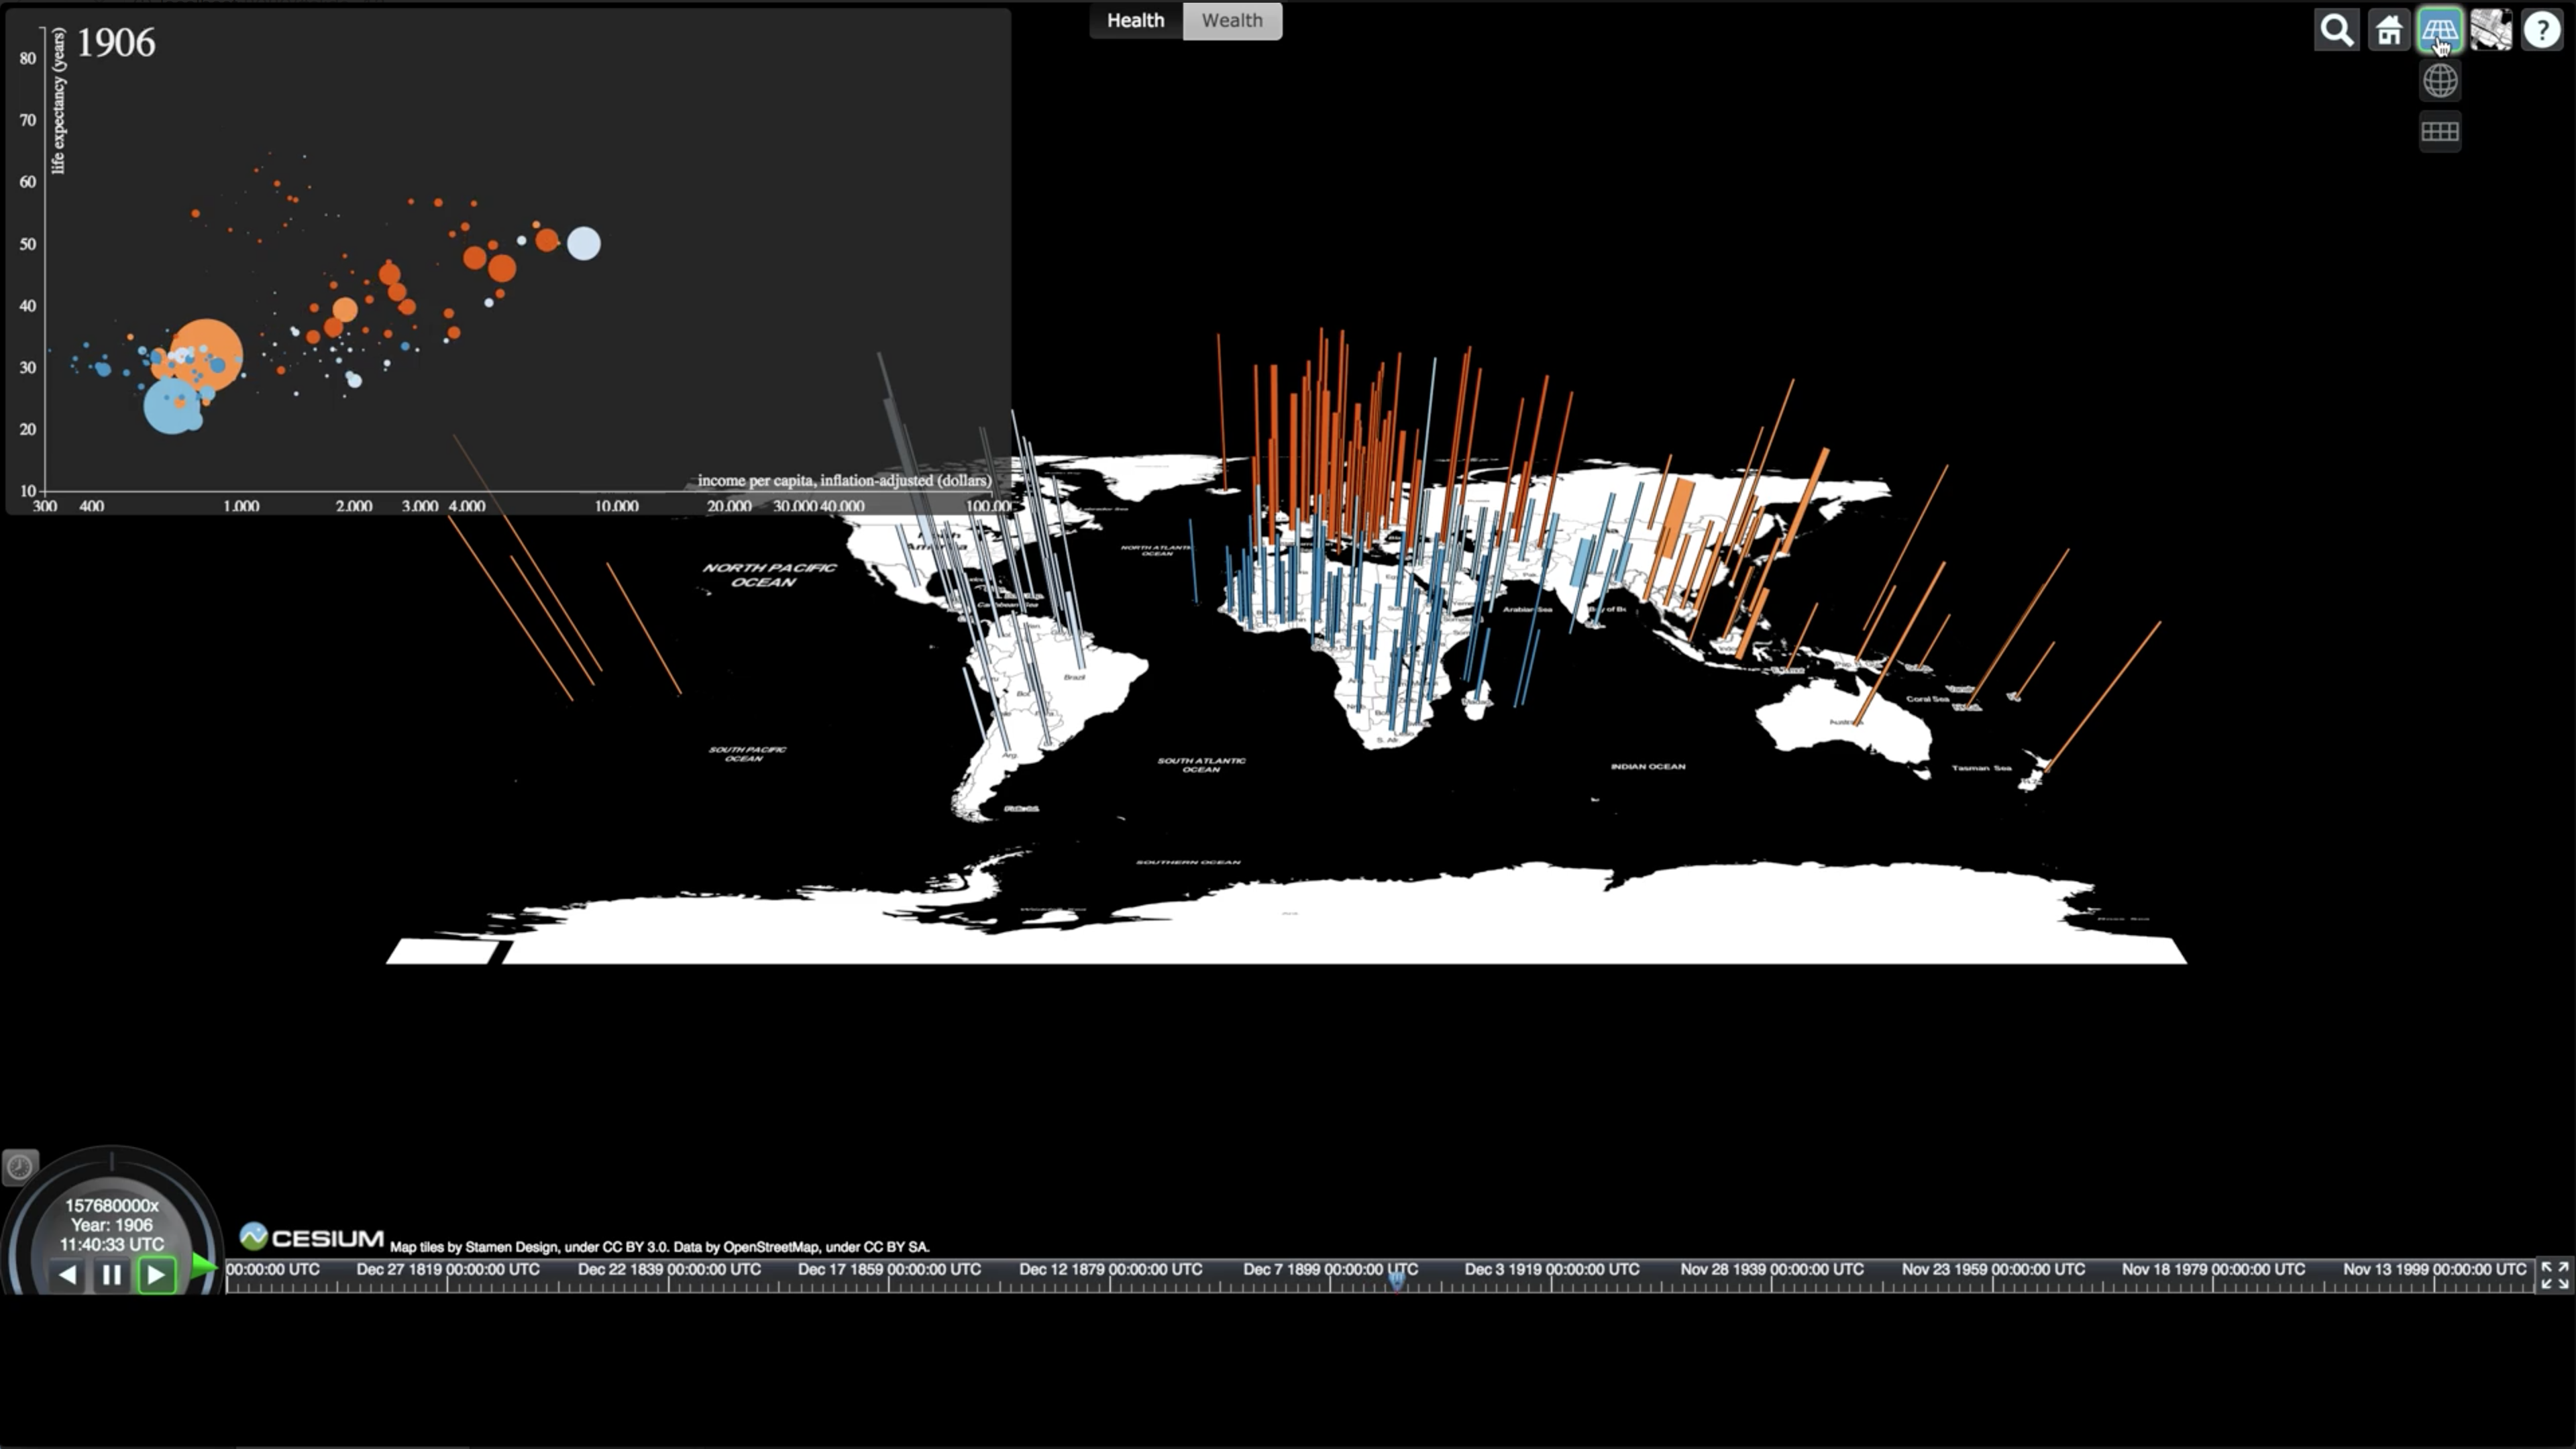 Health
Wealth
?
1906
life expectancy (years)
80
70
60
50
40
30
20
10
income per capita, inflation-adjusted (dollars)
300 400 1.000 2.000 3.000 4.000 10.000 20.000 30.000 40.000 100.00
NORTH PACIFIC
OCEAN
NORTH ATLANTIC
OCEAN
Caribbean Sea
Arabian Sea
Brazil
Arg.
Coral Sea
SOUTH PACIFIC
OCEAN
SOUTH ATLANTIC
OCEAN
INDIAN OCEAN
Tasman Sea
SOUTHERN OCEAN
157680000x
Year: 1906
11:40:33 UTC
CESIUM
Map tiles by Stamen Design, under CC BY 3.0. Data by OpenStreetMap, under CC BY SA.
00:00:00 UTC Dec 27 1819 00:00:00 UTC Dec 22 1839 00:00:00 UTC Dec 17 1859 00:00:00 UTC Dec 12 1879 00:00:00 UTC Dec 7 1899 00:00:00 UTC Dec 3 1919 00:00:00 UTC Nov 28 1939 00:00:00 UTC Nov 23 1959 00:00:00 UTC Nov 18 1979 00:00:00 UTC Nov 13 1999 00:00:00 UTC